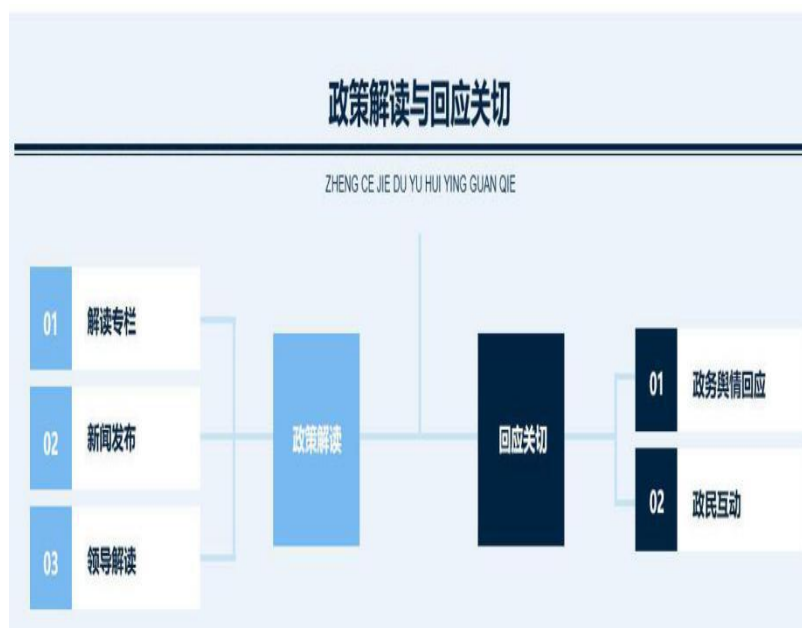 政策解读与回应关切
ZHENG CE JIE DU YU HUI YING GUAN QIE
01 解读专栏
02 新闻发布
03 领导解读
政策解读
回应关切
01 政务舆情回应
02 政民互动